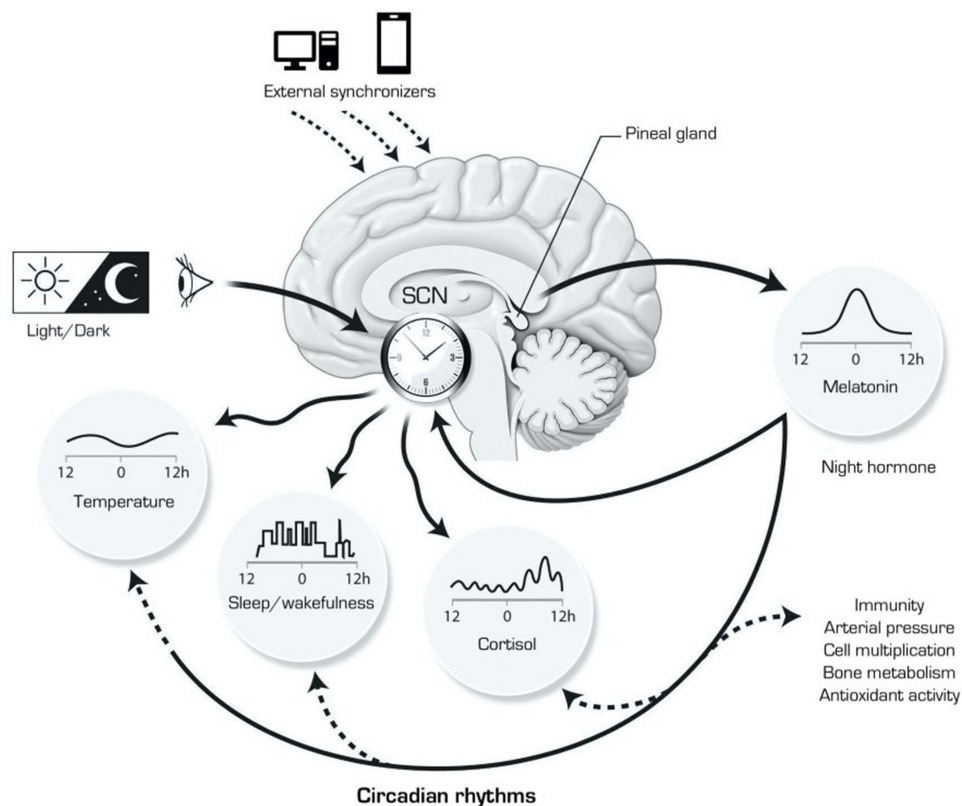 External synchronizers
Pineal gland
Light/Dark
SCN
12
9
3
6
12 0 12h
Melatonin
Night hormone
12 0 12h
Temperature
12 0 12h
Sleep/wakefulness
12 0 12h
Cortisol
Immunity
Arterial pressure
Cell multiplication
Bone metabolism
Antioxidant activity
Circadian rhythms